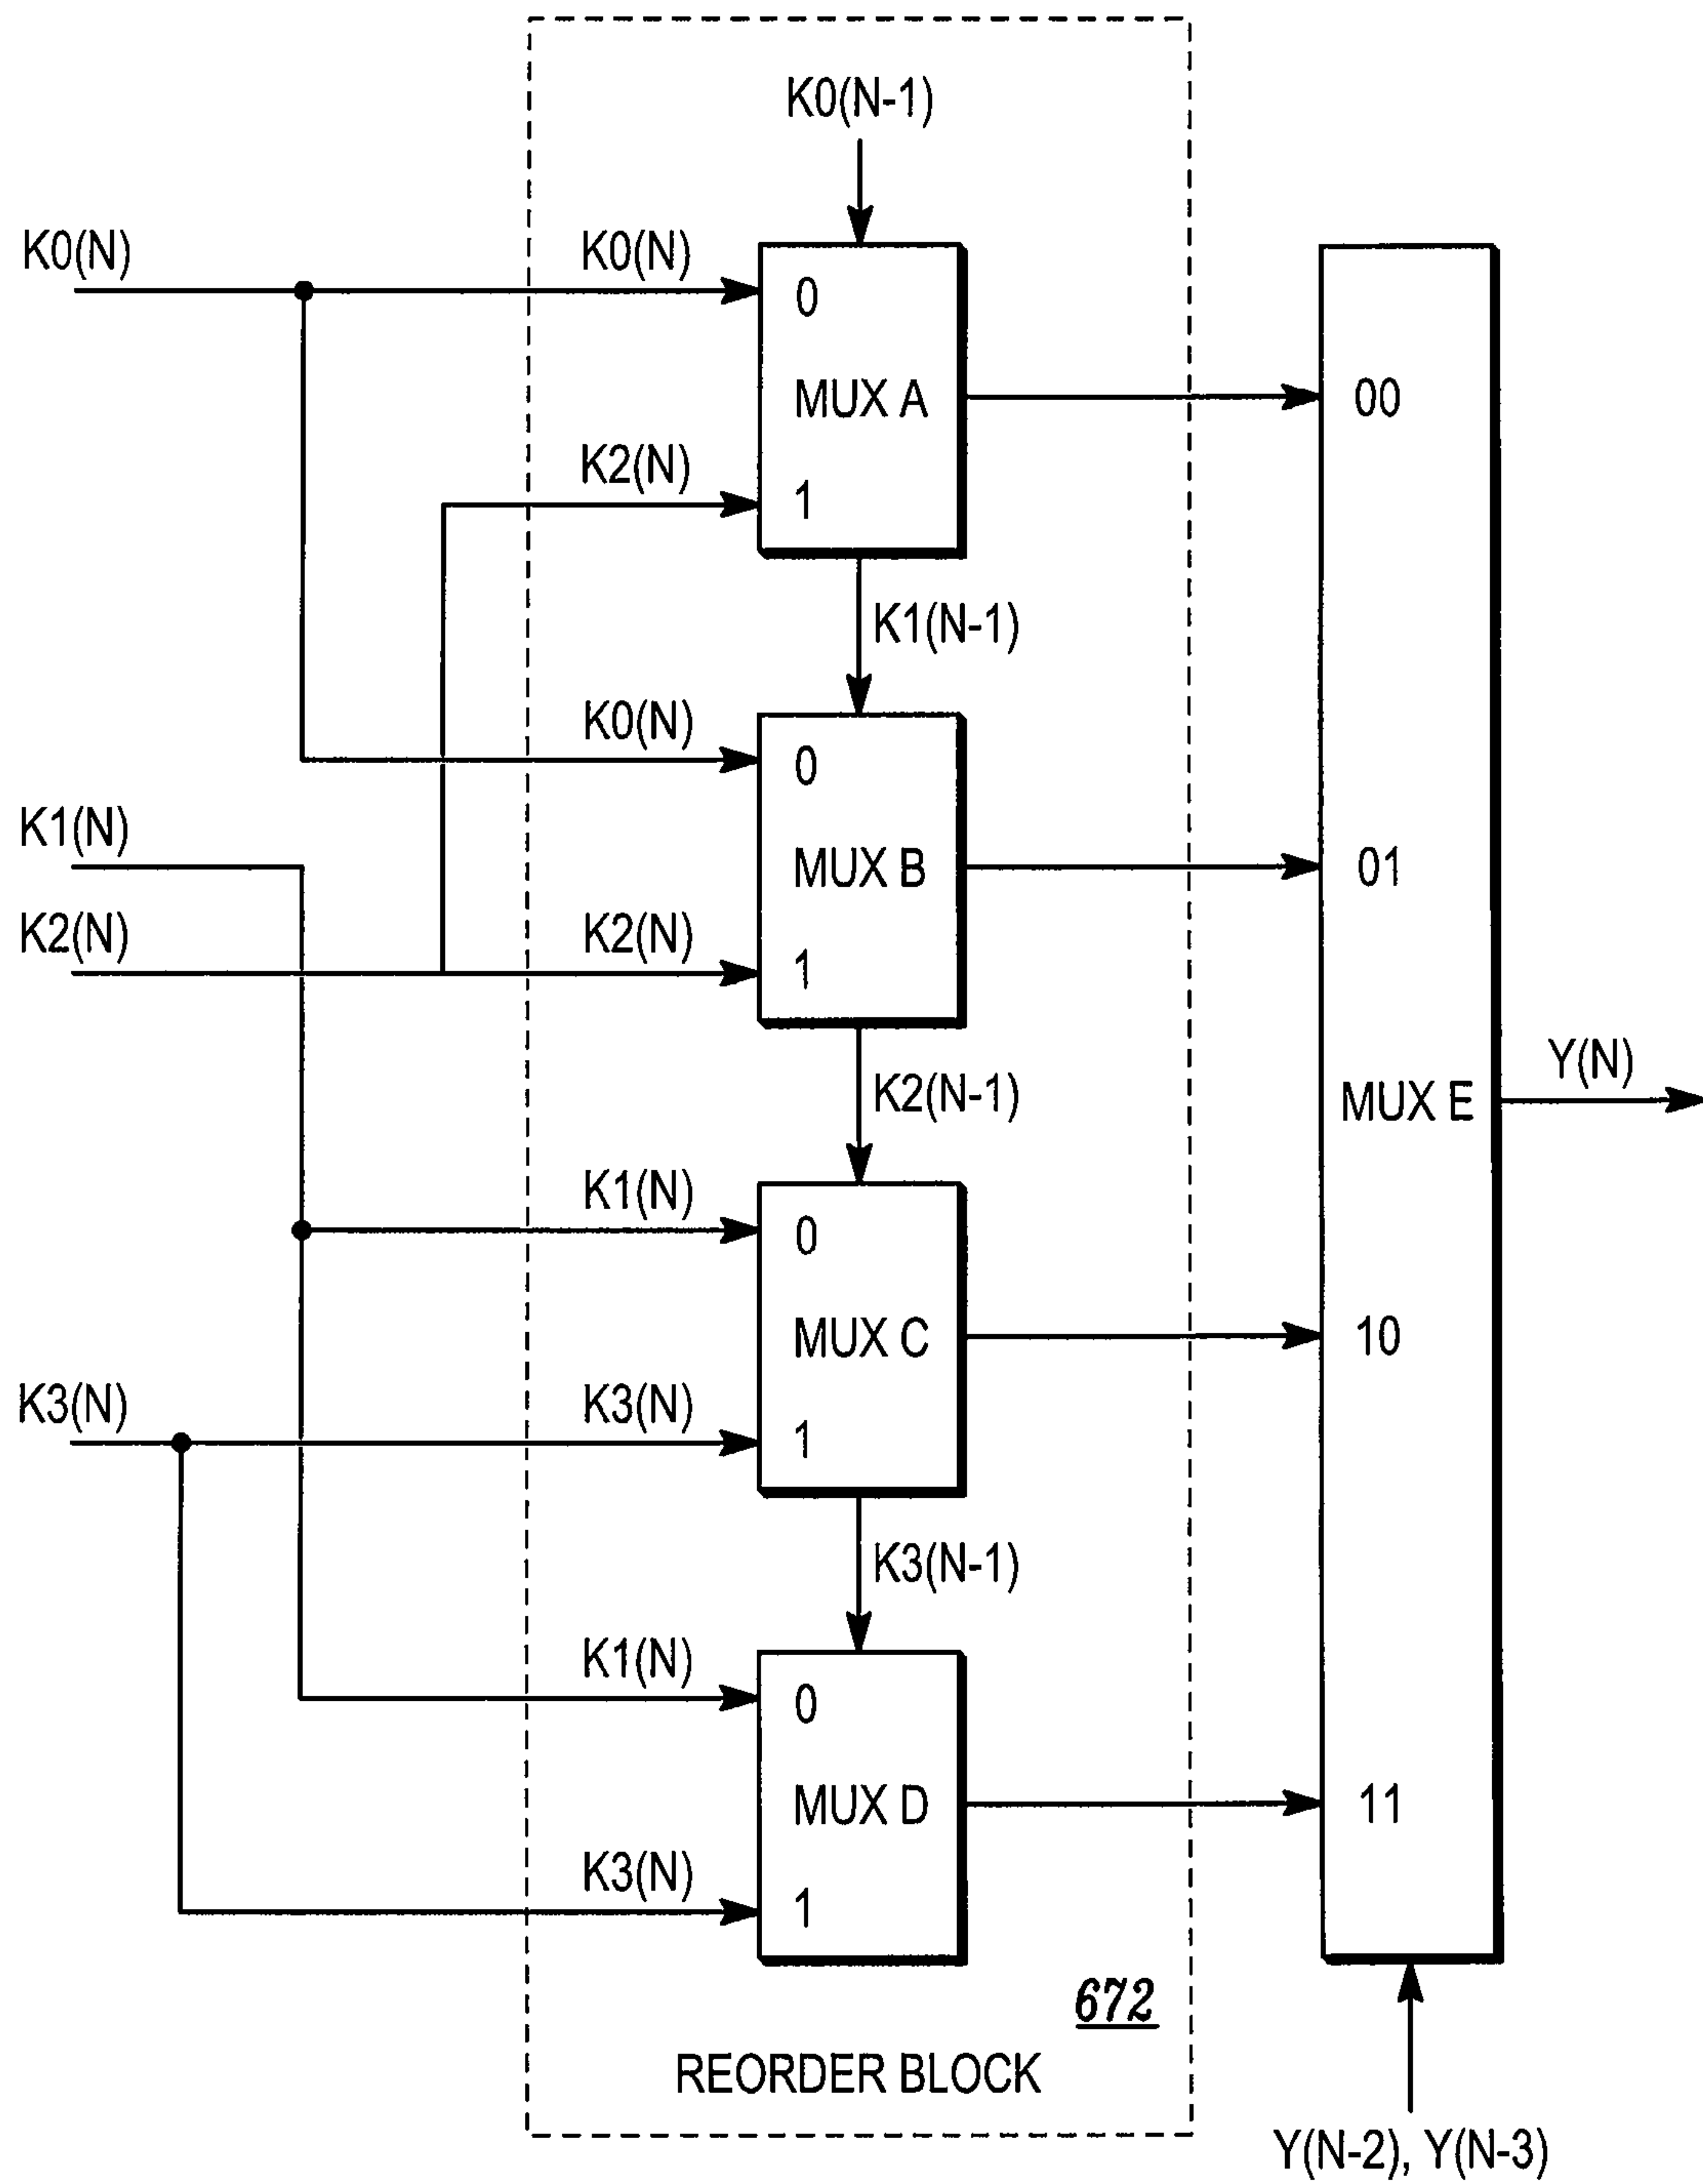 K0(N-1)
K0(N)
K0(N)
0
MUX A
00
K2(N)
1
K1(N-1)
K0(N)
0
K1(N)
MUX B
01
K2(N)
K2(N)
1
Y(N)
K2(N-1)
MUX E
K1(N)
0
MUX C
10
K3(N)
K3(N)
1
K3(N-1)
K1(N)
0
MUX D
11
K3(N)
1
672
REORDER BLOCK
Y(N-2), Y(N-3)